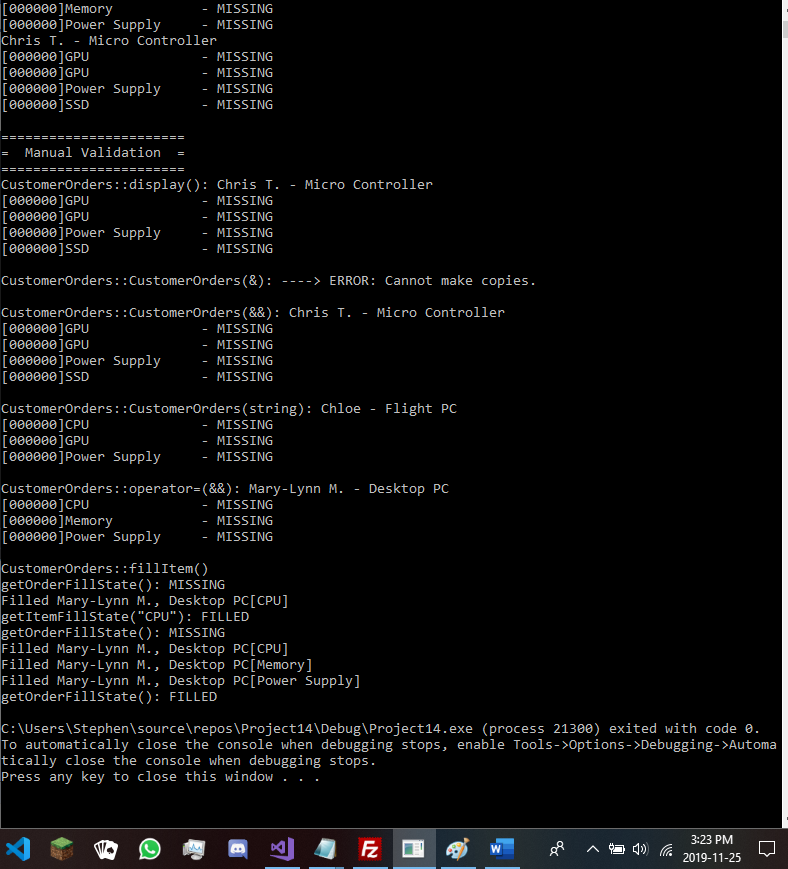 [000000]Memory           - MISSING
[000000]Power Supply     - MISSING
Chris T. - Micro Controller
[000000]GPU              - MISSING
[000000]GPU              - MISSING
[000000]Power Supply     - MISSING
[000000]SSD              - MISSING
=======================
=  Manual Validation  =
=======================
CustomerOrders::display(): Chris T. - Micro Controller
[000000]GPU              - MISSING
[000000]GPU              - MISSING
[000000]Power Supply     - MISSING
[000000]SSD              - MISSING
CustomerOrders::CustomerOrders(&): ----> ERROR: Cannot make copies.
CustomerOrders::CustomerOrders(&&): Chris T. - Micro Controller
[000000]GPU              - MISSING
[000000]GPU              - MISSING
[000000]Power Supply     - MISSING
[000000]SSD              - MISSING
CustomerOrders::CustomerOrders(string): Chloe - Flight PC
[000000]CPU              - MISSING
[000000]GPU              - MISSING
[000000]Power Supply     - MISSING
CustomerOrders::operator=(&&): Mary-Lynn M. - Desktop PC
[000000]CPU              - MISSING
[000000]Memory           - MISSING
[000000]Power Supply     - MISSING
CustomerOrders::fillItem()
getOrderFillState(): MISSING
Filled Mary-Lynn M., Desktop PC[CPU]
getItemFillState("CPU"): FILLED
getOrderFillState(): MISSING
Filled Mary-Lynn M., Desktop PC[CPU]
Filled Mary-Lynn M., Desktop PC[Memory]
Filled Mary-Lynn M., Desktop PC[Power Supply]
getOrderFillState(): FILLED
C:\Users\Stephen\source\repos\Project14\Debug\Project14.exe (process 21300) exited with code 0.
To automatically close the console when debugging stops, enable Tools->Options->Debugging->Automa
tically close the console when debugging stops.
Press any key to close this window . . .
Fz
W
3:23 PM
2019-11-25